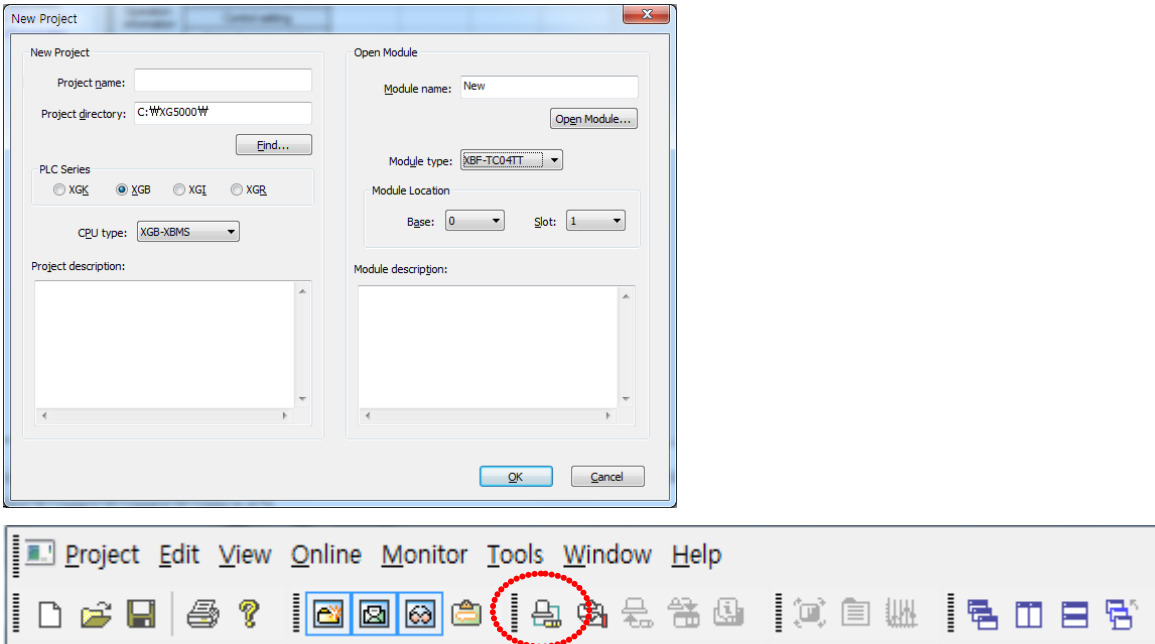 New Project
New Project
Project name:
Project directory: C:₩XG5000₩
Find...
PLC Series
XGK XGB XGI XGR
CPU type: XGB-XBMS
Project description:
Open Module
Module name: New
Open Module...
Module type: XBF-TC04TT
Module Location
Base: 0 Slot: 1
Module description:
OK Cancel
Project Edit View Online Monitor Tools Window Help